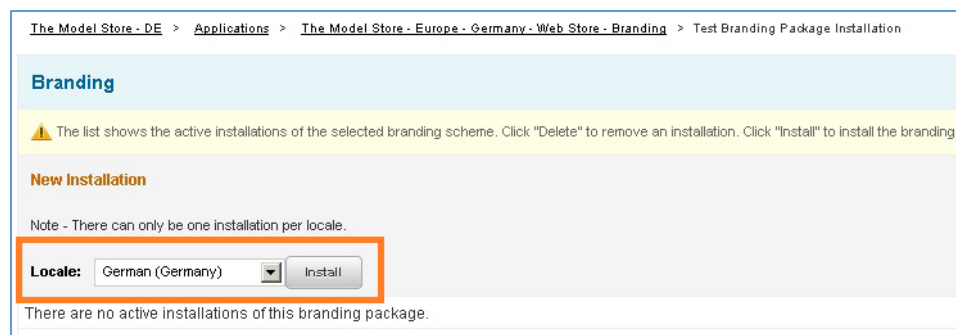 The Model Store - DE > Applications > The Model Store - Europe - Germany - Web Store - Branding > Test Branding Package Installation
Branding
The list shows the active installations of the selected branding scheme. Click "Delete" to remove an installation. Click "Install" to install the branding
New Installation
Note - There can only be one installation per locale.
Locale: German (Germany) Install
There are no active installations of this branding package.